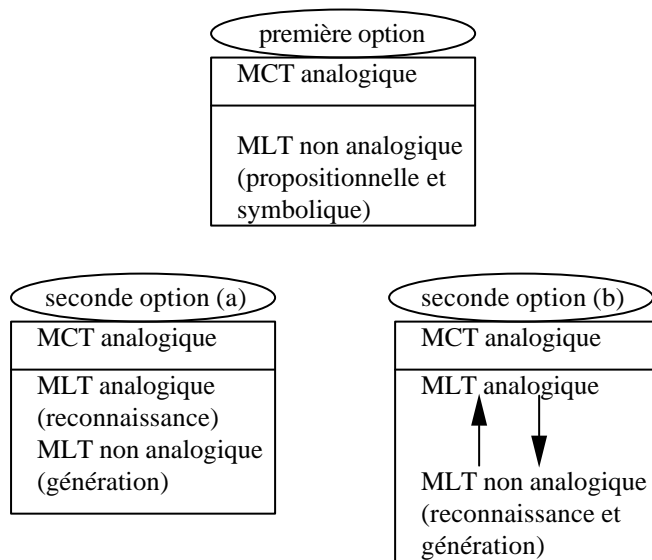 première option
MCT analogique
MLT non analogique
(propositionnelle et
symbolique)
seconde option (a)
MCT analogique
MLT analogique
(reconnaissance)
MLT non analogique
(génération)
seconde option (b)
MCT analogique
MLT analogique
MLT non analogique
(reconnaissance et
génération)